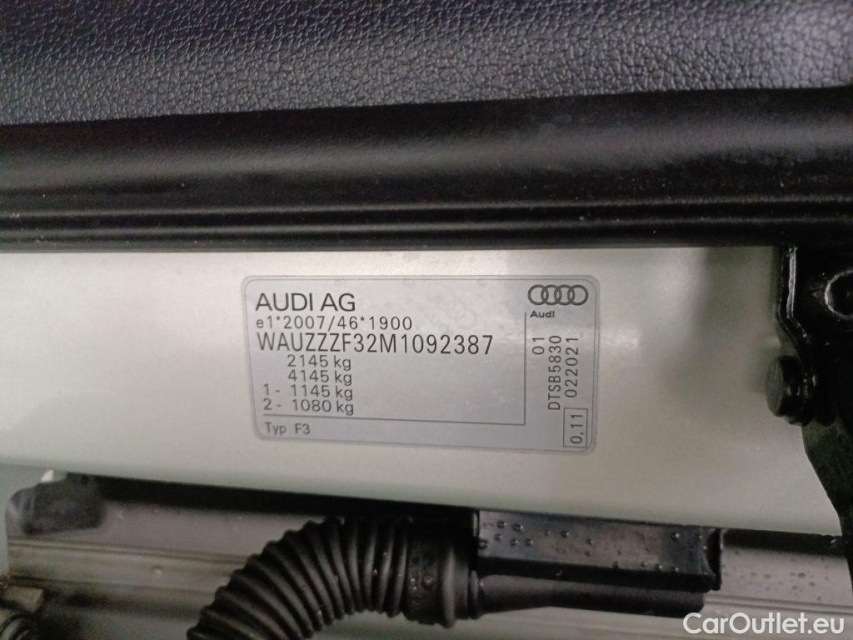 AUDI AG
e1*2007/46*1900
WAUZZZF32M1092387
2145 kg
4145 kg
1 - 1145 kg
2 - 1080 kg
Typ F3
Audi
01
DTSB5830
022021
0,11
CarOutlet.eu